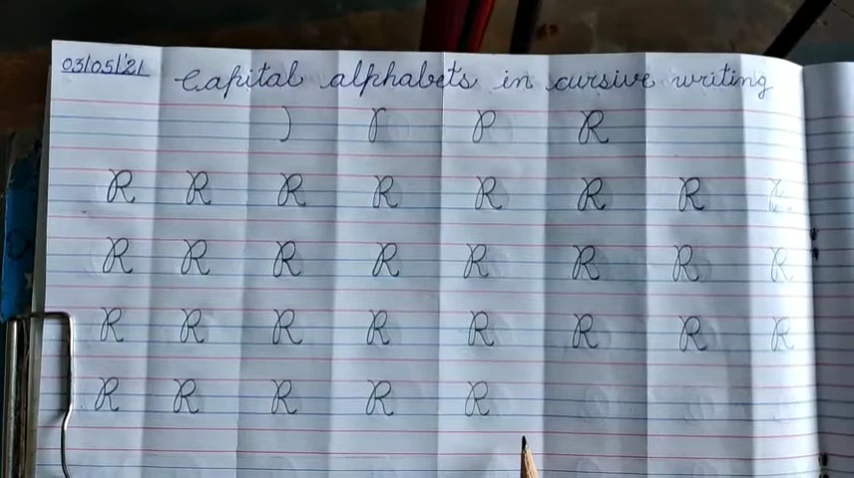 03/05/'21 Capital alphabets in cursive writing
P R
R R R R R R R
R R R R R R R R
R R R R R R R R
R R R R R